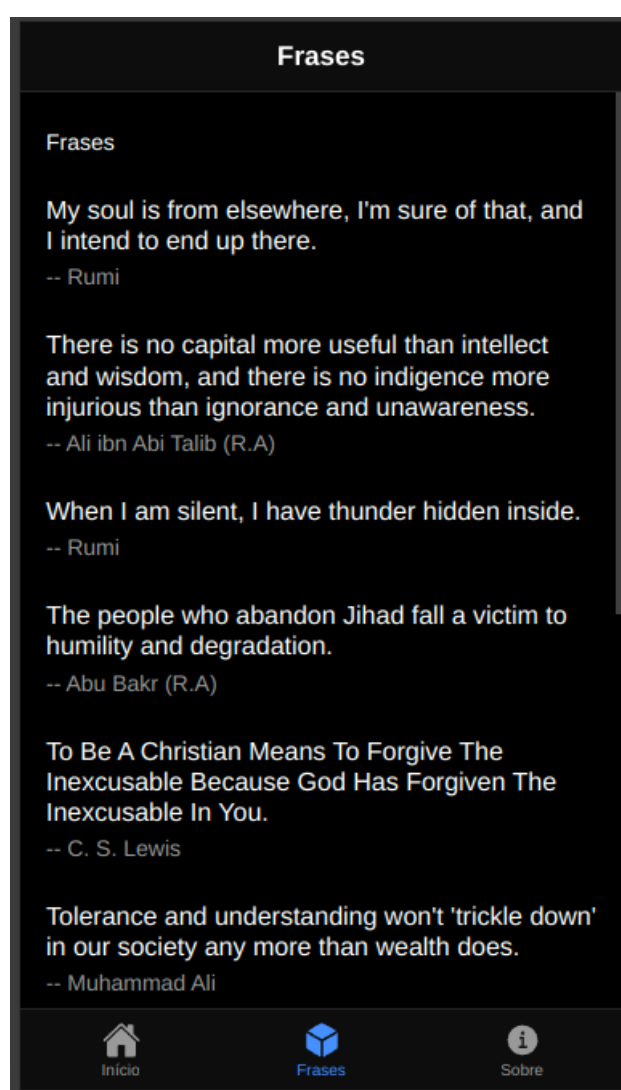 Frases
Frases
My soul is from elsewhere, I'm sure of that, and
I intend to end up there.
-- Rumi
There is no capital more useful than intellect
and wisdom, and there is no indigence more
injurious than ignorance and unawareness.
-- Ali ibn Abi Talib (R.A)
When I am silent, I have thunder hidden inside.
-- Rumi
The people who abandon Jihad fall a victim to
humility and degradation.
-- Abu Bakr (R.A)
To Be A Christian Means To Forgive The
Inexcusable Because God Has Forgiven The
Inexcusable In You.
-- C. S. Lewis
Tolerance and understanding won't 'trickle down'
in our society any more than wealth does.
-- Muhammad Ali
Início Frases Sobre